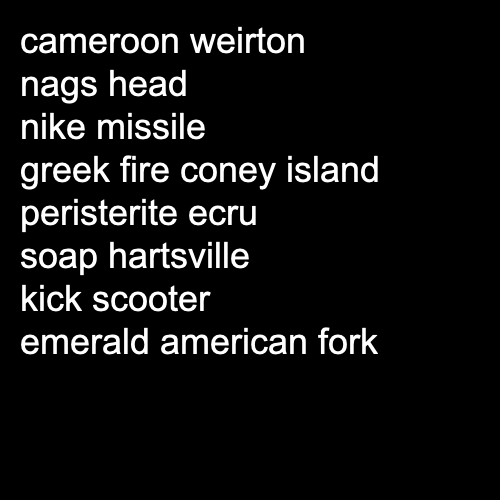 cameroon weirton
nags head
nike missile
greek fire coney island
peristerite ecru
soap hartsville
kick scooter
emerald american fork